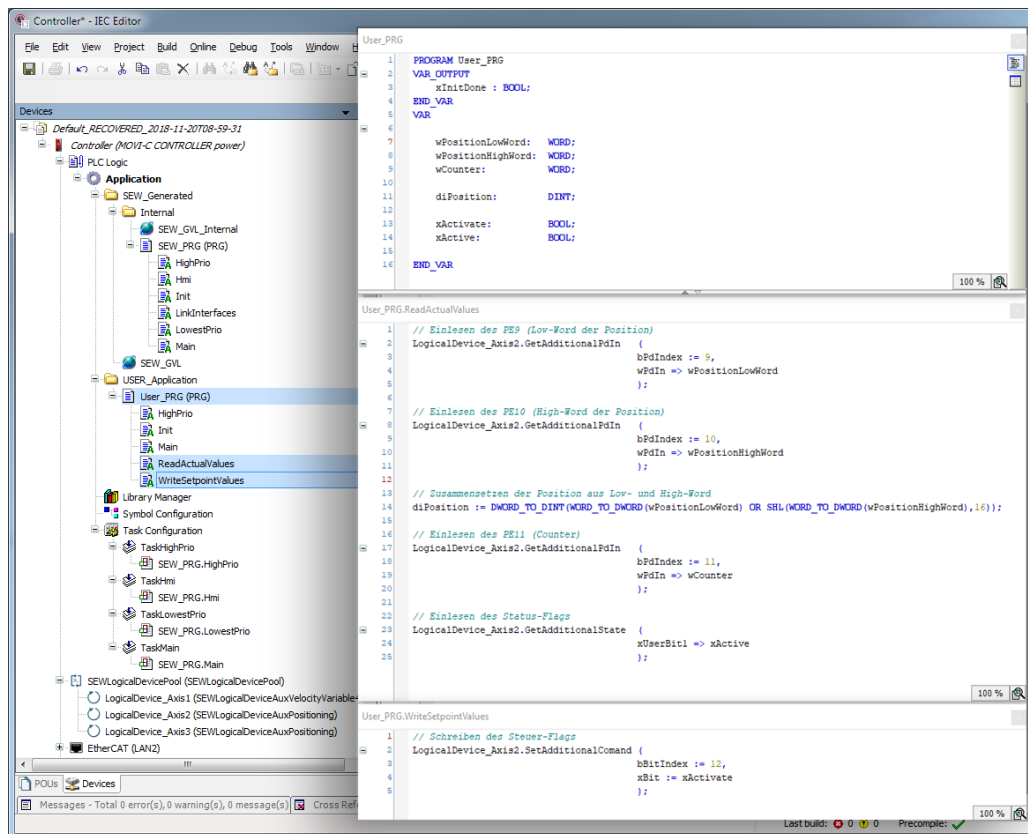 Controller* - IEC Editor
File Edit View Project Build Online Debug Tools Window H
Devices
Default_RECOVERED_2018-11-20T08-59-31
Controller (MOVI-C CONTROLLER power)
PLC Logic
Application
SEW_Generated
Internal
SEW_GVL_Internal
SEW_PRG (PRG)
HighPrio
Hmi
Init
LinkInterfaces
LowestPrio
Main
SEW_GVL
USER_Application
User_PRG (PRG)
HighPrio
Init
Main
ReadActualValues
WriteSetpointValues
Library Manager
Symbol Configuration
Task Configuration
TaskHighPrio
SEW_PRG.HighPrio
TaskHmi
SEW_PRG.Hmi
TaskLowestPrio
SEW_PRG.LowestPrio
TaskMain
SEW_PRG.Main
SEWLogicalDevicePool (SEWLogicalDevicePool)
LogicalDevice_Axis1 (SEWLogicalDeviceAuxVelocityVariable
LogicalDevice_Axis2 (SEWLogicalDeviceAuxPositioning)
LogicalDevice_Axis3 (SEWLogicalDeviceAuxPositioning)
EtherCAT (LAN2)
POUs Devices
Messages - Total 0 error(s), 0 warning(s), 0 message(s) Cross Ref
User_PRG
1 PROGRAM User_PRG
2 VAR_OUTPUT
3 xInitDone : BOOL;
4 END_VAR
5 VAR
6
7 wPositionLowWord: WORD;
8 wPositionHighWord: WORD;
9 wCounter: WORD;
10
11 diPosition: DINT;
12
13 xActivate: BOOL;
14 xActive: BOOL;
15
16 END_VAR
100 %
User_PRG.ReadActualValues
1 // Einlesen des PE9 (Lov-Word der Position)
2 LogicalDevice_Axis2.GetAdditionalPdIn (
3 bPdIndex := 9,
4 wPdIn => wPositionLowWord
5 );
6
7 // Einlesen des PE10 (High-Word der Position)
8 LogicalDevice_Axis2.GetAdditionalPdIn (
9 bPdIndex := 10,
10 wPdIn => wPositionHighWord
11 );
12
13 // Zusammensetzen der Position aus Low- und High-Word
14 diPosition := DWORD_TO_DINT(WORD_TO_DWORD(wPositionLowWord) OR SHL(WORD_TO_DWORD(wPositionHighWord),16));
15
16 // Einlesen des PE11 (Counter)
17 LogicalDevice_Axis2.GetAdditionalPdIn (
18 bPdIndex := 11,
19 wPdIn => wCounter
20 );
21
22 // Einlesen des Status-Flags
23 LogicalDevice_Axis2.GetAdditionalState (
24 xUserBit1 => xActive
25 );
100 %
User_PRG.WriteSetpointValues
1 // Schreiben des Steuer-Flags
2 LogicalDevice_Axis2.SetAdditionalComand (
3 bBitIndex := 12,
4 xBit := xActivate
5 );
100 %
Last build: 0 0 Precompile: